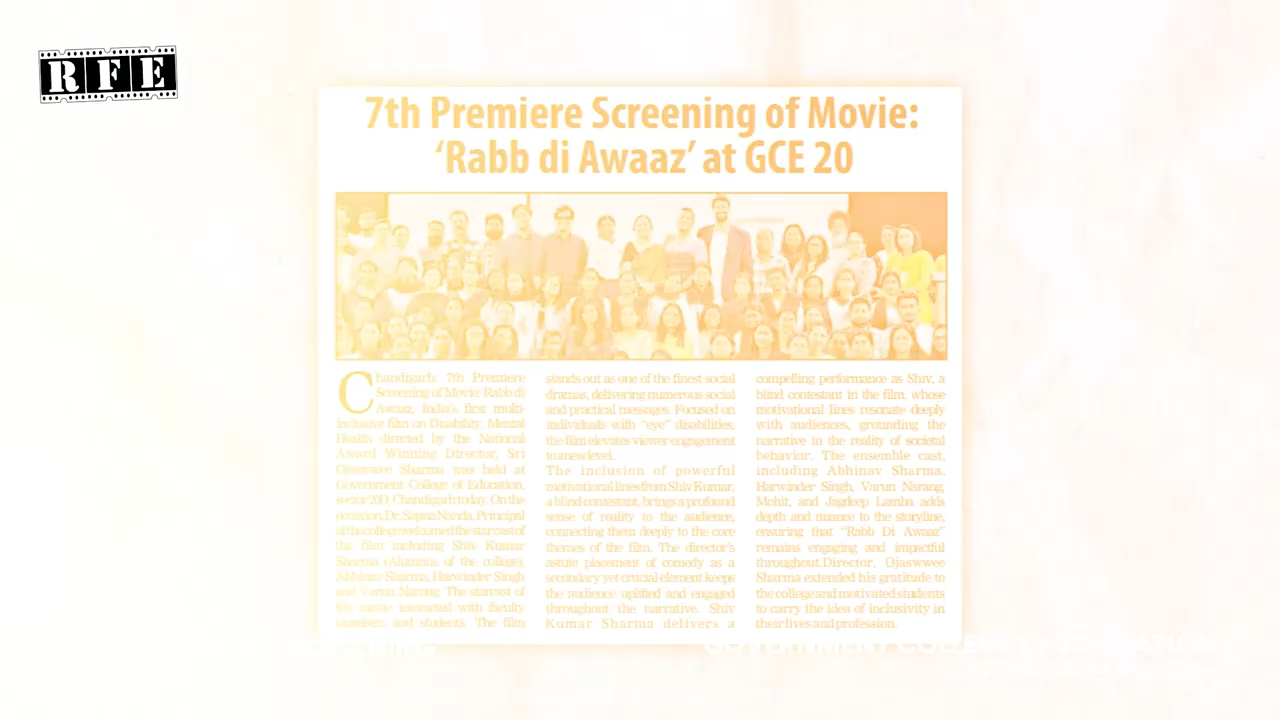 RFE
7th Premiere Screening of Movie:
‘Rabb di Awaaz’ at GCE 20
Chandigarh, 7th Premiere
Screening of Movie: Rabb di
Awaaz, India's first multi-
inclusive film on Disability, Mental
Health directed by the National
Award Winning Director, Sri
Ojaswwee Sharma was held at
Government College of Education,
sector 20D, Chandigarh today. On the
occasion, Dr. Sapna Nanda, Principal
of the college welcomed the star cast of
the film including Shiv Kumar
Sharma (Alumnus of the college),
Abhinav Sharma, Harwinder Singh
and Varun Narang. The starcast of
the movie interacted with faculty
members and students. The film
stands out as one of the finest social
dramas, delivering numerous social
and practical messages. Focused on
individuals with “eye” disabilities,
the film elevates viewer engagement
to a new level.
The inclusion of powerful
motivational lines from Shiv Kumar,
a blind contestant, brings a profound
sense of reality to the audience,
connecting them deeply to the core
themes of the film. The director's
astute placement of comedy as a
secondary yet crucial element keeps
the audience uplifted and engaged
throughout the narrative. Shiv
Kumar Sharma delivers a
compelling performance as Shiv, a
blind contestant in the film, whose
motivational lines resonate deeply
with audiences, grounding the
narrative in the reality of societal
behavior. The ensemble cast,
including Abhinav Sharma,
Harwinder Singh, Varun Narang,
Mohit, and Jagdeep Lamba adds
depth and nuance to the storyline,
ensuring that “Rabb Di Awaaz”
remains engaging and impactful
throughout.Director, Ojaswwee
Sharma extended his gratitude to
the college and motivated students
to carry the idea of inclusivity in
their lives and profession.
GOVERNMENT COLLEGE